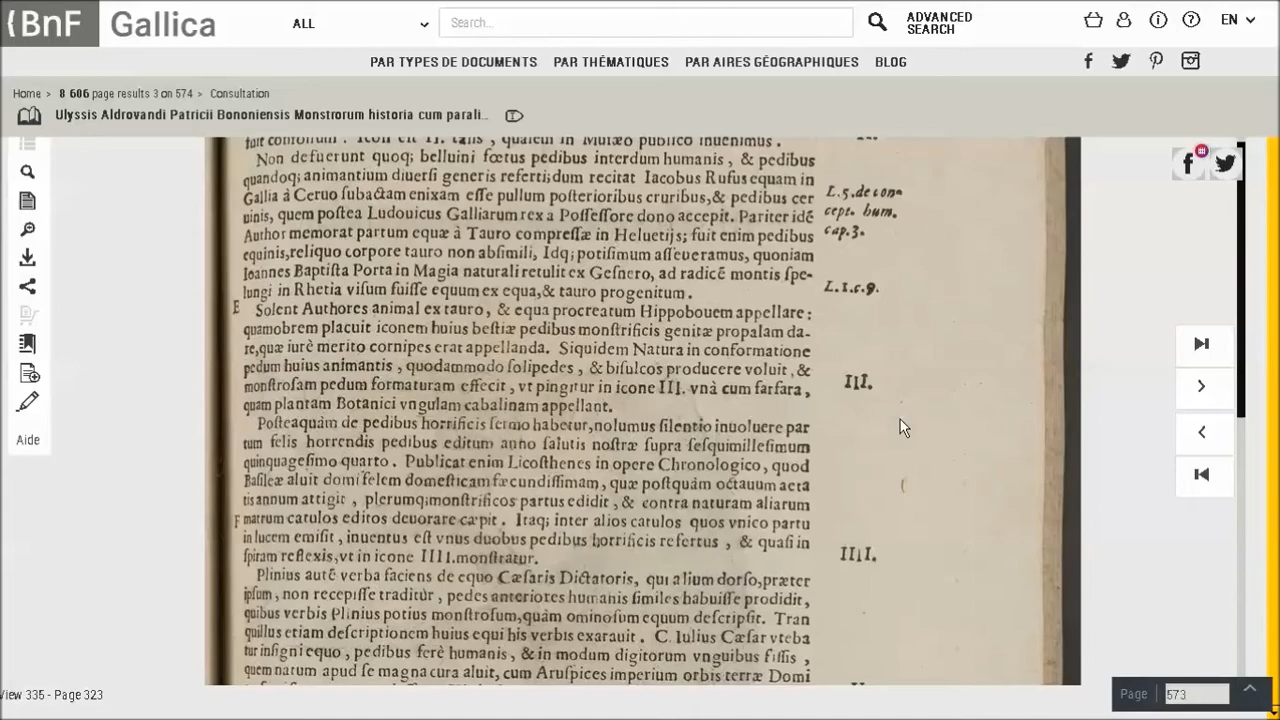 BnF Gallica
ALL
Search...
ADVANCED
SEARCH
EN
PAR TYPES DE DOCUMENTS PAR THÉMATIQUES PAR AIRES GÉOGRAPHIQUES BLOG
Home > 8 606 page results 3 on 574 > Consultation
Ulyssis Aldrovandi Patricii Bononiensis Monstrorum historia cum parali..
Non defuerunt quoq; belluini fœtus pedibus interdum humanis, & pedibus
quandoq; animantium diuersi generis referti; dum recitat Iacobus Rufus equam in
Gallia à Ceruo subactam enixam esse pullum posterioribus cruribus, & pedibus cer
uinis, quem postea Ludouicus Galliarum rex a Possessore dono accepit. Pariter idē
Author memorat partum equæ à Tauro compressæ in Heluetijs; fuit enim pedibus
equinis, reliquo corpore tauro non absimili, Idq; potisimum asseueramus, quoniam
Ioannes Baptista Porta in Magia naturali retulit ex Gesnero, ad radicē montis spe-
lungi in Rhetia visum fuisse equum ex equa, & tauro progenitum.
L. 5. de con-
cept. hum.
cap. 3.
L. 1. c. 9.
E Solent Authores animal ex tauro, & equa procreatum Hippobouem appellare:
quamobrem placuit iconem huius bestiæ pedibus monstrificis genitæ propalam da-
re, quæ iurè merito cornipes erat appellanda. Siquidem Natura in conformatione
pedum huius animantis, quodammodo solipedes, & bisulcos producere voluit, &
monstrosam pedum formaturam effecit, vt pingitur in icone III. vnà cum farfara,
quam plantam Botanici vngulam cabalinam appellant.
III.
Posteaquàm de pedibus horrificis sermo habetur, nolumus silentio inuoluere par
tum felis horrendis pedibus editum anno salutis nostræ supra sesquimillesimum
quinquagesimo quarto. Publicat enim Licosthenes in opere Chronologico, quod
Basileæ aluit domi felem domesticam fæcundissimam, quæ postquàm octauum aeta
tis annum attigit, plerumq; monstrificos partus edidit, & contra naturam aliarum
F matrum catulos editos deuorare cæpit. Itaq; inter alios catulos quos vnico partu
in lucem emisit, inuentus est vnus duobus pedibus horrificis refertus, & quasi in
spiram reflexis, vt in icone IIII. monstratur.
IIII.
Plinius autē verba faciens de equo Cæsaris Dictatoris, qui alium dorso, præter
ipsum, non recepisse traditur, pedes anteriores humanis similes habuisse prodidit,
quibus verbis Plinius potius monstrosum, quàm ominosum equum descripsit. Tran
quillus etiam descriptionem huius equi his verbis exarauit. C. Iulius Cæsar vteba
tur insigni equo, pedibus ferè humanis, & in modum digitorum vnguibus fissis,
quem natum apud se magna cura aluit, cum Aruspices imperium orbis terræ Domi
Aide
View 335 - Page 323
Page 573